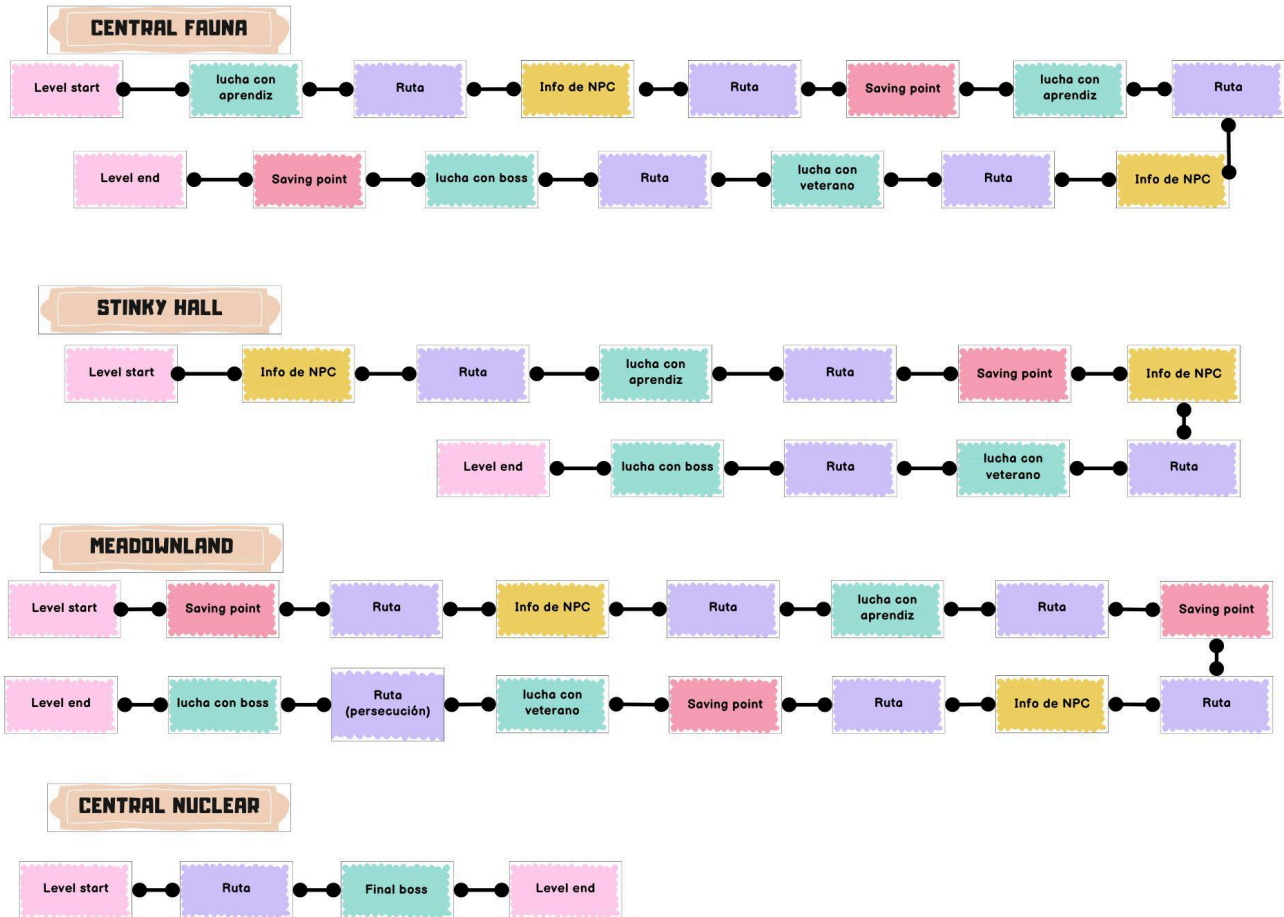 CENTRAL FAUNA
Level start
lucha con
aprendiz
Ruta
Info de NPC
Ruta
Saving point
lucha con
aprendiz
Ruta
Level end
Saving point
lucha con boss
Ruta
lucha con
veterano
Ruta
Info de NPC
STINKY HALL
Level start
Info de NPC
Ruta
lucha con
aprendiz
Ruta
Saving point
Info de NPC
Level end
lucha con boss
Ruta
lucha con
veterano
Ruta
MEADOWNLAND
Level start
Saving point
Ruta
Info de NPC
Ruta
lucha con
aprendiz
Ruta
Saving point
Level end
lucha con boss
Ruta
(persecución)
lucha con
veterano
Saving point
Ruta
Info de NPC
Ruta
CENTRAL NUCLEAR
Level start
Ruta
Final boss
Level end